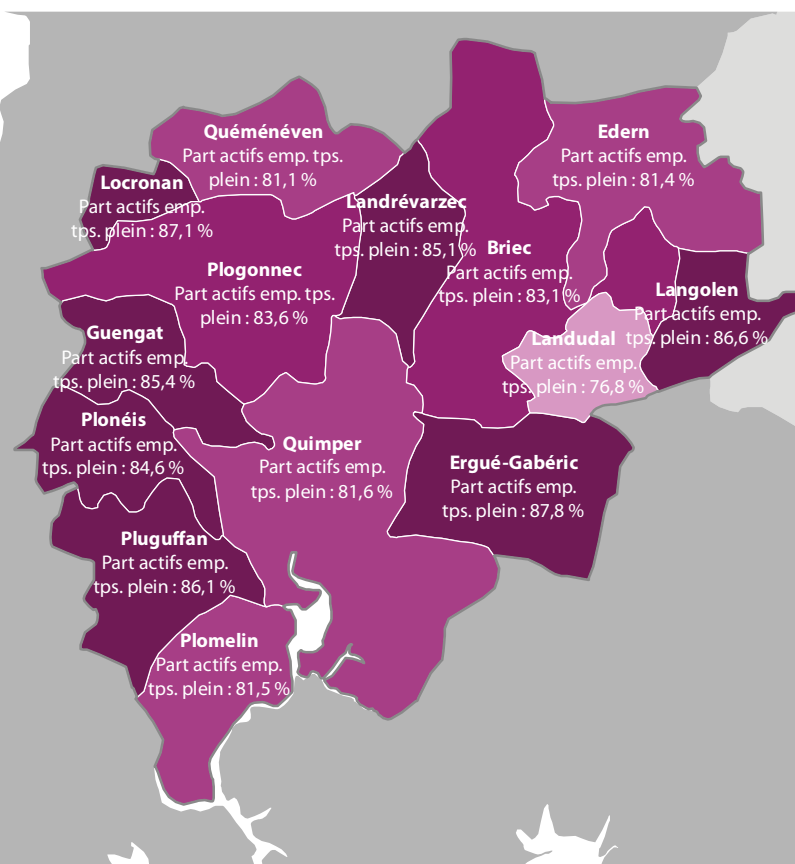 Quéménéven
Part actifs emp. tps.
plein : 81,1 %
Edern
Part actifs emp.
tps. plein : 81,4 %
Locronan
Part actifs emp.
tps. plein : 87,1 %
Landrévarzec
Part actifs emp.
tps. plein : 85,1 %
Briec
Part actifs emp.
tps. plein : 83,1 %
Plogonnec
Part actifs emp. tps.
plein : 83,6 %
Langolen
Part actifs emp.
tps. plein : 86,6 %
Guengat
Part actifs emp.
tps. plein : 85,4 %
Landudal
Part actifs emp.
tps. plein : 76,8 %
Plonéis
Part actifs emp.
tps. plein : 84,6 %
Quimper
Part actifs emp.
tps. plein : 81,6 %
Ergué-Gabéric
Part actifs emp.
tps. plein : 87,8 %
Pluguffan
Part actifs emp.
tps. plein : 86,1 %
Plomelin
Part actifs emp.
tps. plein : 81,5 %